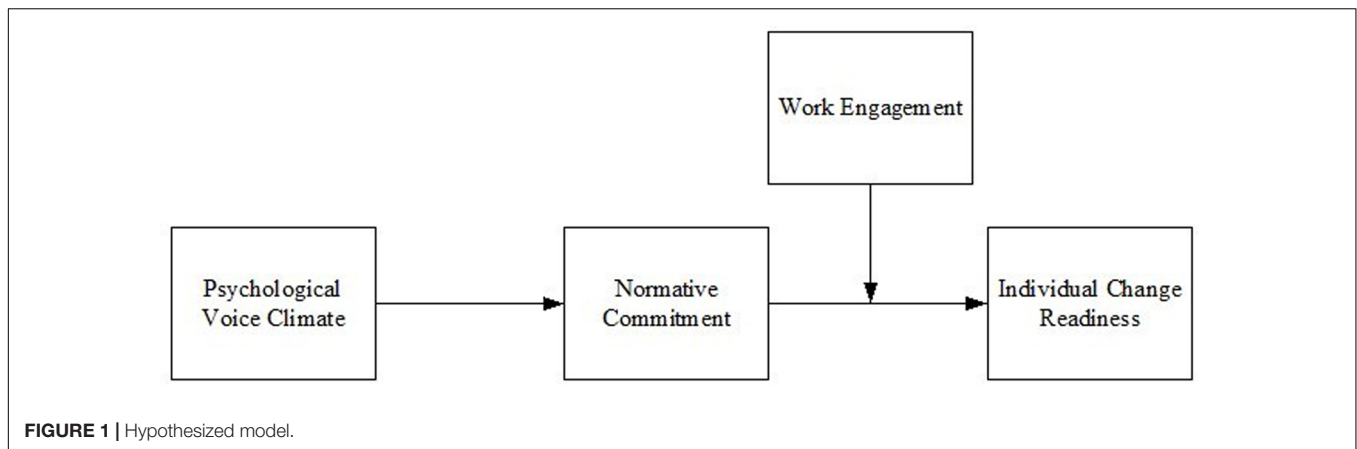 Work Engagement
Psychological
Voice Climate
Normative
Commitment
Individual Change
Readiness
FIGURE 1 | Hypothesized model.